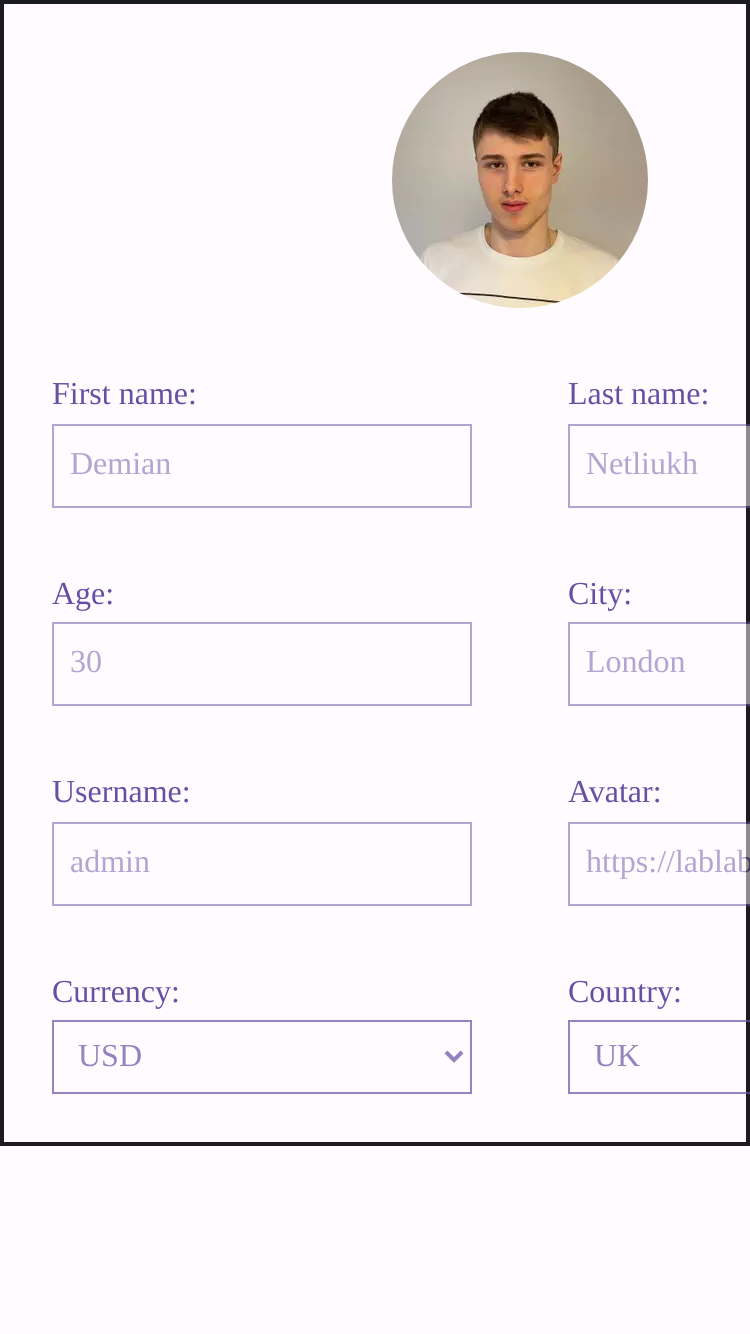 First name:
Last name:
Demian
Netliukh
Age:
City:
30
London
Username:
Avatar:
admin
https://lablab
Currency:
Country:
USD
UK